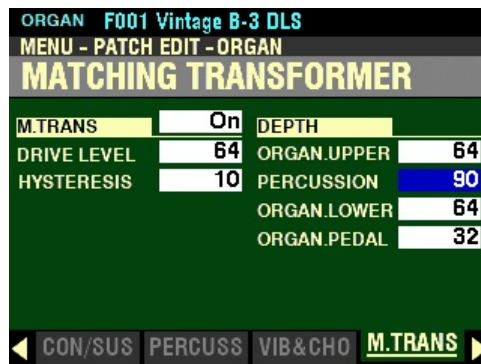 ORGAN F001 Vintage B-3 DLS
MENU - PATCH EDIT - ORGAN
MATCHING TRANSFORMER
M.TRANS On DEPTH
DRIVE LEVEL 64 ORGAN.UPPER 64
HYSTERESIS 10 PERCUSSION 90
ORGAN.LOWER 64
ORGAN.PEDAL 32
CON/SUS PERCUSS VIB&CHO M.TRANS